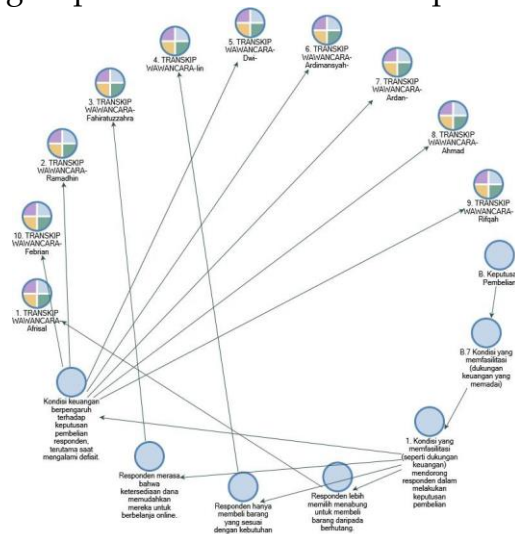 4. TRANSKIP
WAWANCARA-Iin
5. TRANSKIP
WAWANCARA-
Dwi-
6. TRANSKIP
WAWANCARA-
Ardimansyah-
3. TRANSKIP
WAWANCARA-
Fahiratuzzahra
7. TRANSKIP
WAWANCARA-
Ardan-
2. TRANSKIP
WAWANCARA-
Ramadhin
8. TRANSKIP
WAWANCARA-
Ahmad
10. TRANSKIP
WAWANCARA-
Febrian
9. TRANSKIP
WAWANCARA-
Rifqah
1. TRANSKIP
WAWANCARA-
Afrisal
B. Keputusa
Pembelian
B.7 Kondisi yang
memfasilitasi
(dukungan
keuangan yang
memadai)
Kondisi keuangan
berpengaruh
terhadap
keputusan
pembelian
responden,
terutama saat
mengalami defisit.
1. Kondisi yang
memfasilitasi
(seperti dukungan
keuangan)
mendorong
responden dalam
melakukan
keputusan
pembelian
Responden merasa
bahwa
ketersediaan dana
memudahkan
mereka untuk
berbelanja online.
Responden hanya
membeli barang
yang sesuai
dengan kebutuhan
Responden lebih
memilih menabung
untuk membeli
barang daripada
berhutang.